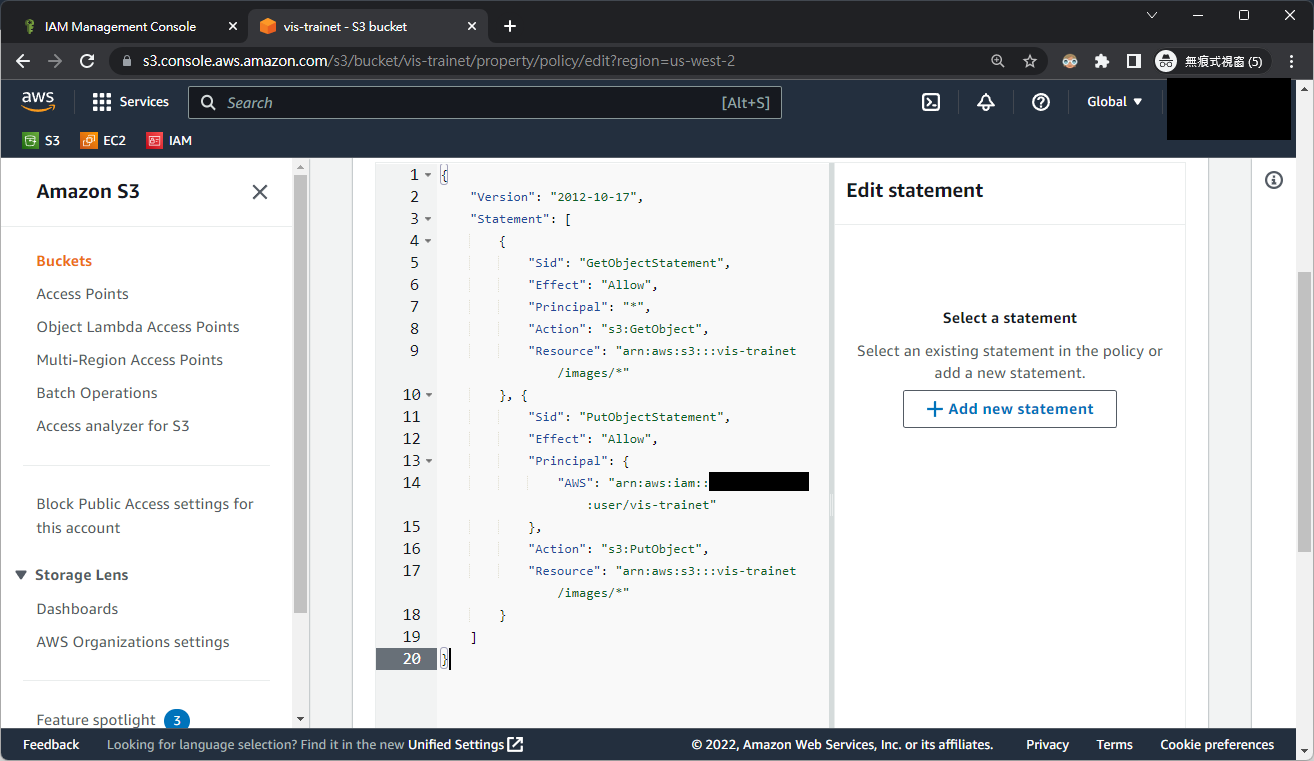 IAM Management Console
vis-trainet - S3 bucket
s3.console.aws.amazon.com/s3/bucket/vis-trainet/property/policy/edit?region=us-west-2
無痕式視窗 (5)
aws
Services
Search
[Alt+S]
Global
S3
EC2
IAM
Amazon S3
Buckets
Access Points
Object Lambda Access Points
Multi-Region Access Points
Batch Operations
Access analyzer for S3
Block Public Access settings for
this account
Storage Lens
Dashboards
AWS Organizations settings
Feature spotlight 3
1 {
2 "Version": "2012-10-17",
3 "Statement": [
4 {
5 "Sid": "GetObjectStatement",
6 "Effect": "Allow",
7 "Principal": "*",
8 "Action": "s3:GetObject",
9 "Resource": "arn:aws:s3:::vis-trainet
/images/*"
10 }, {
11 "Sid": "PutObjectStatement",
12 "Effect": "Allow",
13 "Principal": {
14 "AWS": "arn:aws:iam::
:user/vis-trainet"
15 },
16 "Action": "s3:PutObject",
17 "Resource": "arn:aws:s3:::vis-trainet
/images/*"
18 }
19 ]
20 }
Edit statement
Select a statement
Select an existing statement in the policy or
add a new statement.
+ Add new statement
Feedback
Looking for language selection? Find it in the new Unified Settings
© 2022, Amazon Web Services, Inc. or its affiliates.
Privacy
Terms
Cookie preferences